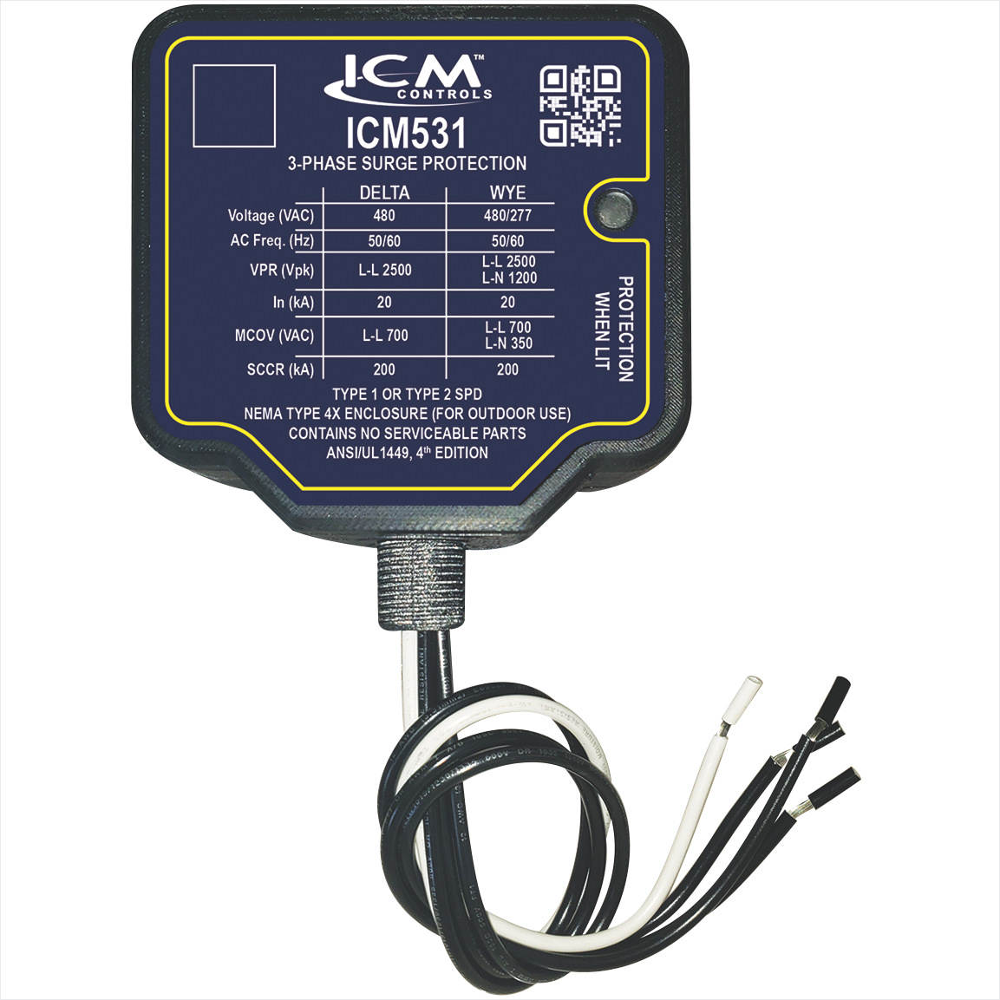 ICM™
CONTROLS
ICM531
3-PHASE SURGE PROTECTION
DELTA WYE
Voltage (VAC) 480 480/277
AC Freq. (Hz) 50/60 50/60
VPR (Vpk) L-L 2500 L-L 2500
L-N 1200
In (kA) 20 20
MCOV (VAC) L-L 700 L-L 700
L-N 350
SCCR (kA) 200 200
TYPE 1 OR TYPE 2 SPD
NEMA TYPE 4X ENCLOSURE (FOR OUTDOOR USE)
CONTAINS NO SERVICEABLE PARTS
ANSI/UL1449, 4th EDITION
PROTECTION
WHEN LIT